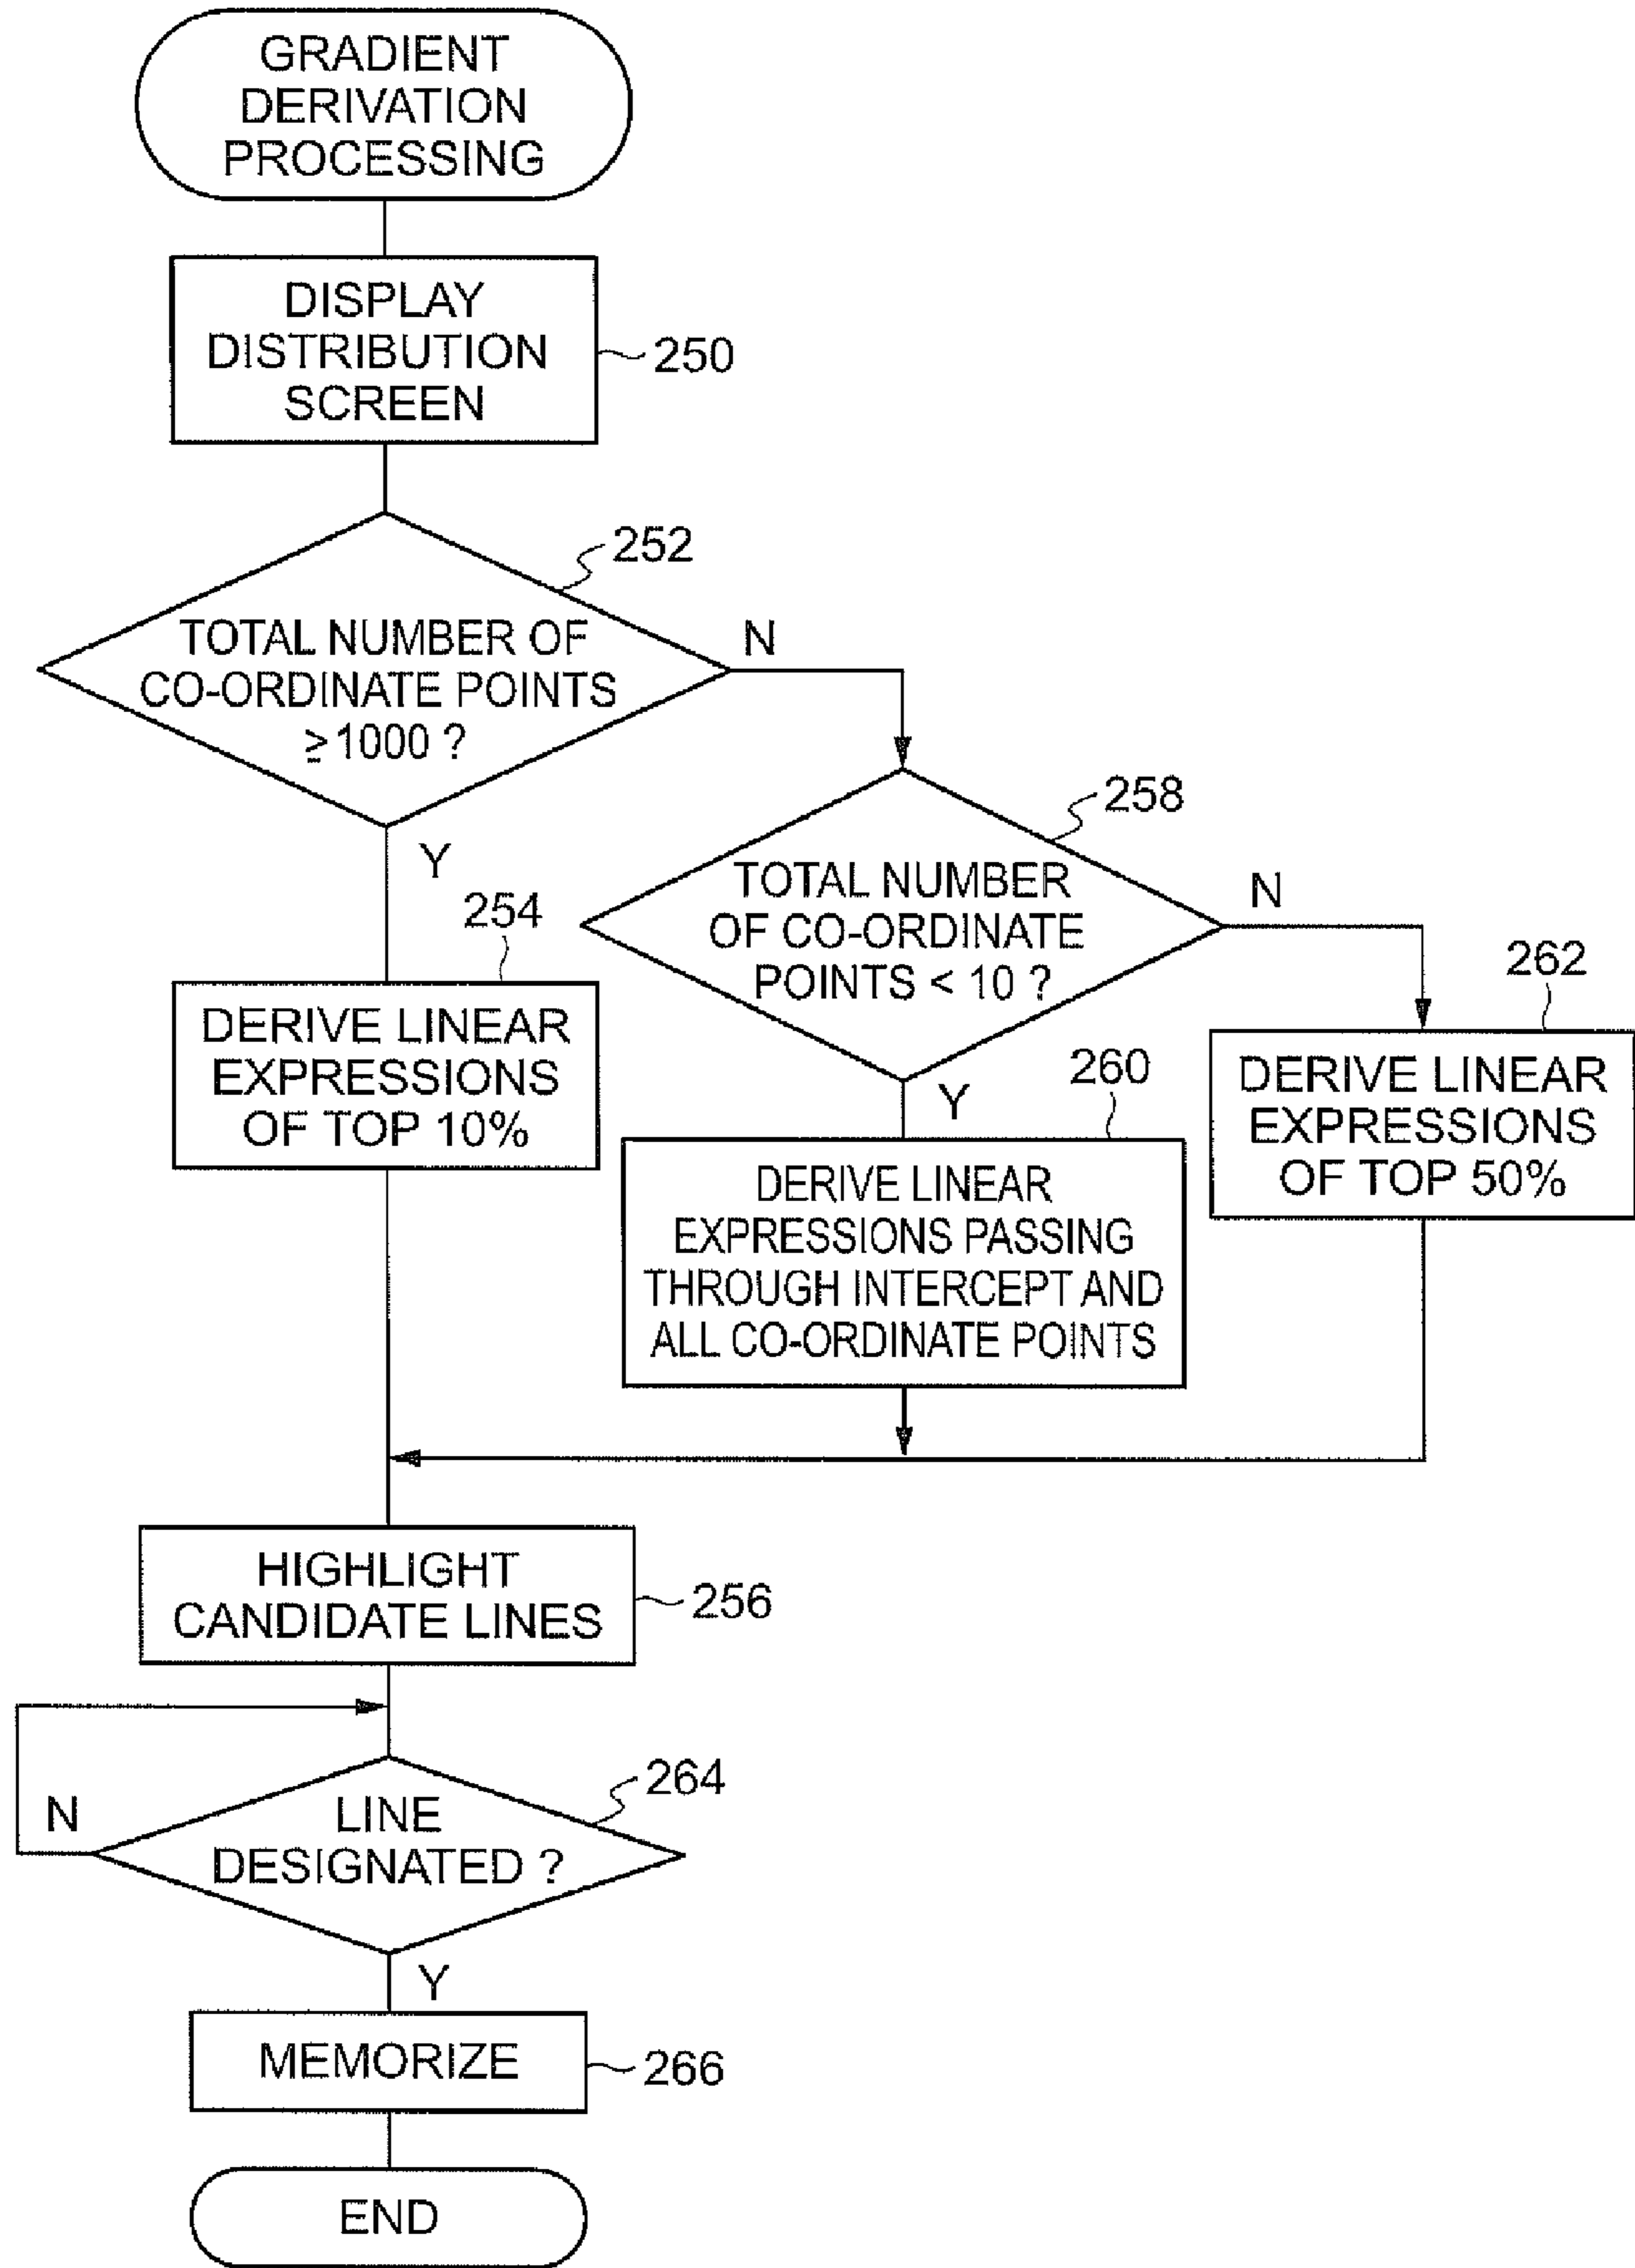 GRADIENT
DERIVATION
PROCESSING
DISPLAY
DISTRIBUTION
SCREEN
250
252
TOTAL NUMBER OF
CO-ORDINATE POINTS
≥ 1000 ?
N
Y
258
TOTAL NUMBER
OF CO-ORDINATE
POINTS < 10 ?
N
Y
254
DERIVE LINEAR
EXPRESSIONS
OF TOP 10%
260
DERIVE LINEAR
EXPRESSIONS PASSING
THROUGH INTERCEPT AND
ALL CO-ORDINATE POINTS
262
DERIVE LINEAR
EXPRESSIONS
OF TOP 50%
HIGHLIGHT
CANDIDATE LINES
256
264
LINE
DESIGNATED ?
N
Y
MEMORIZE
266
END